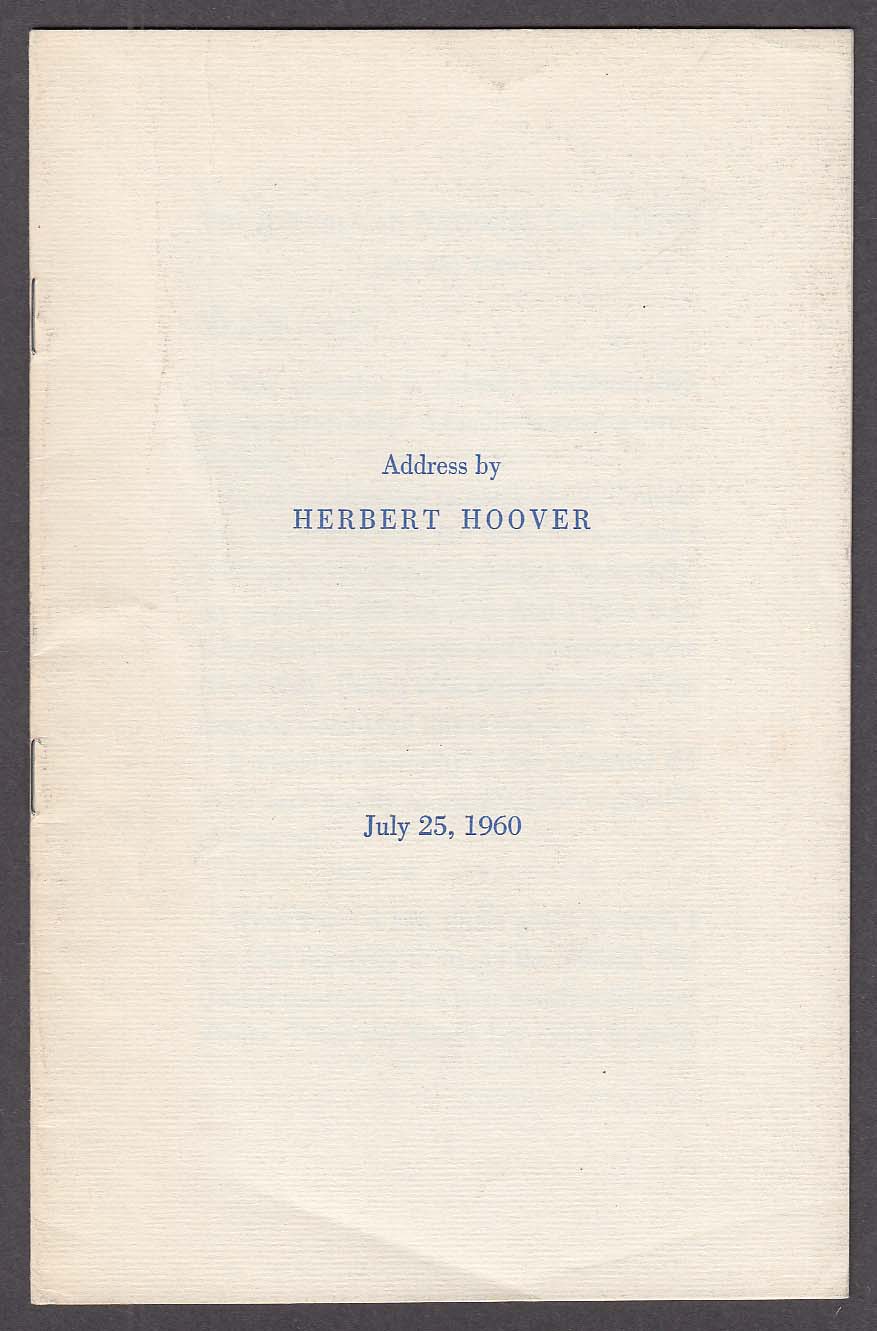 Address by
HERBERT HOOVER
July 25, 1960